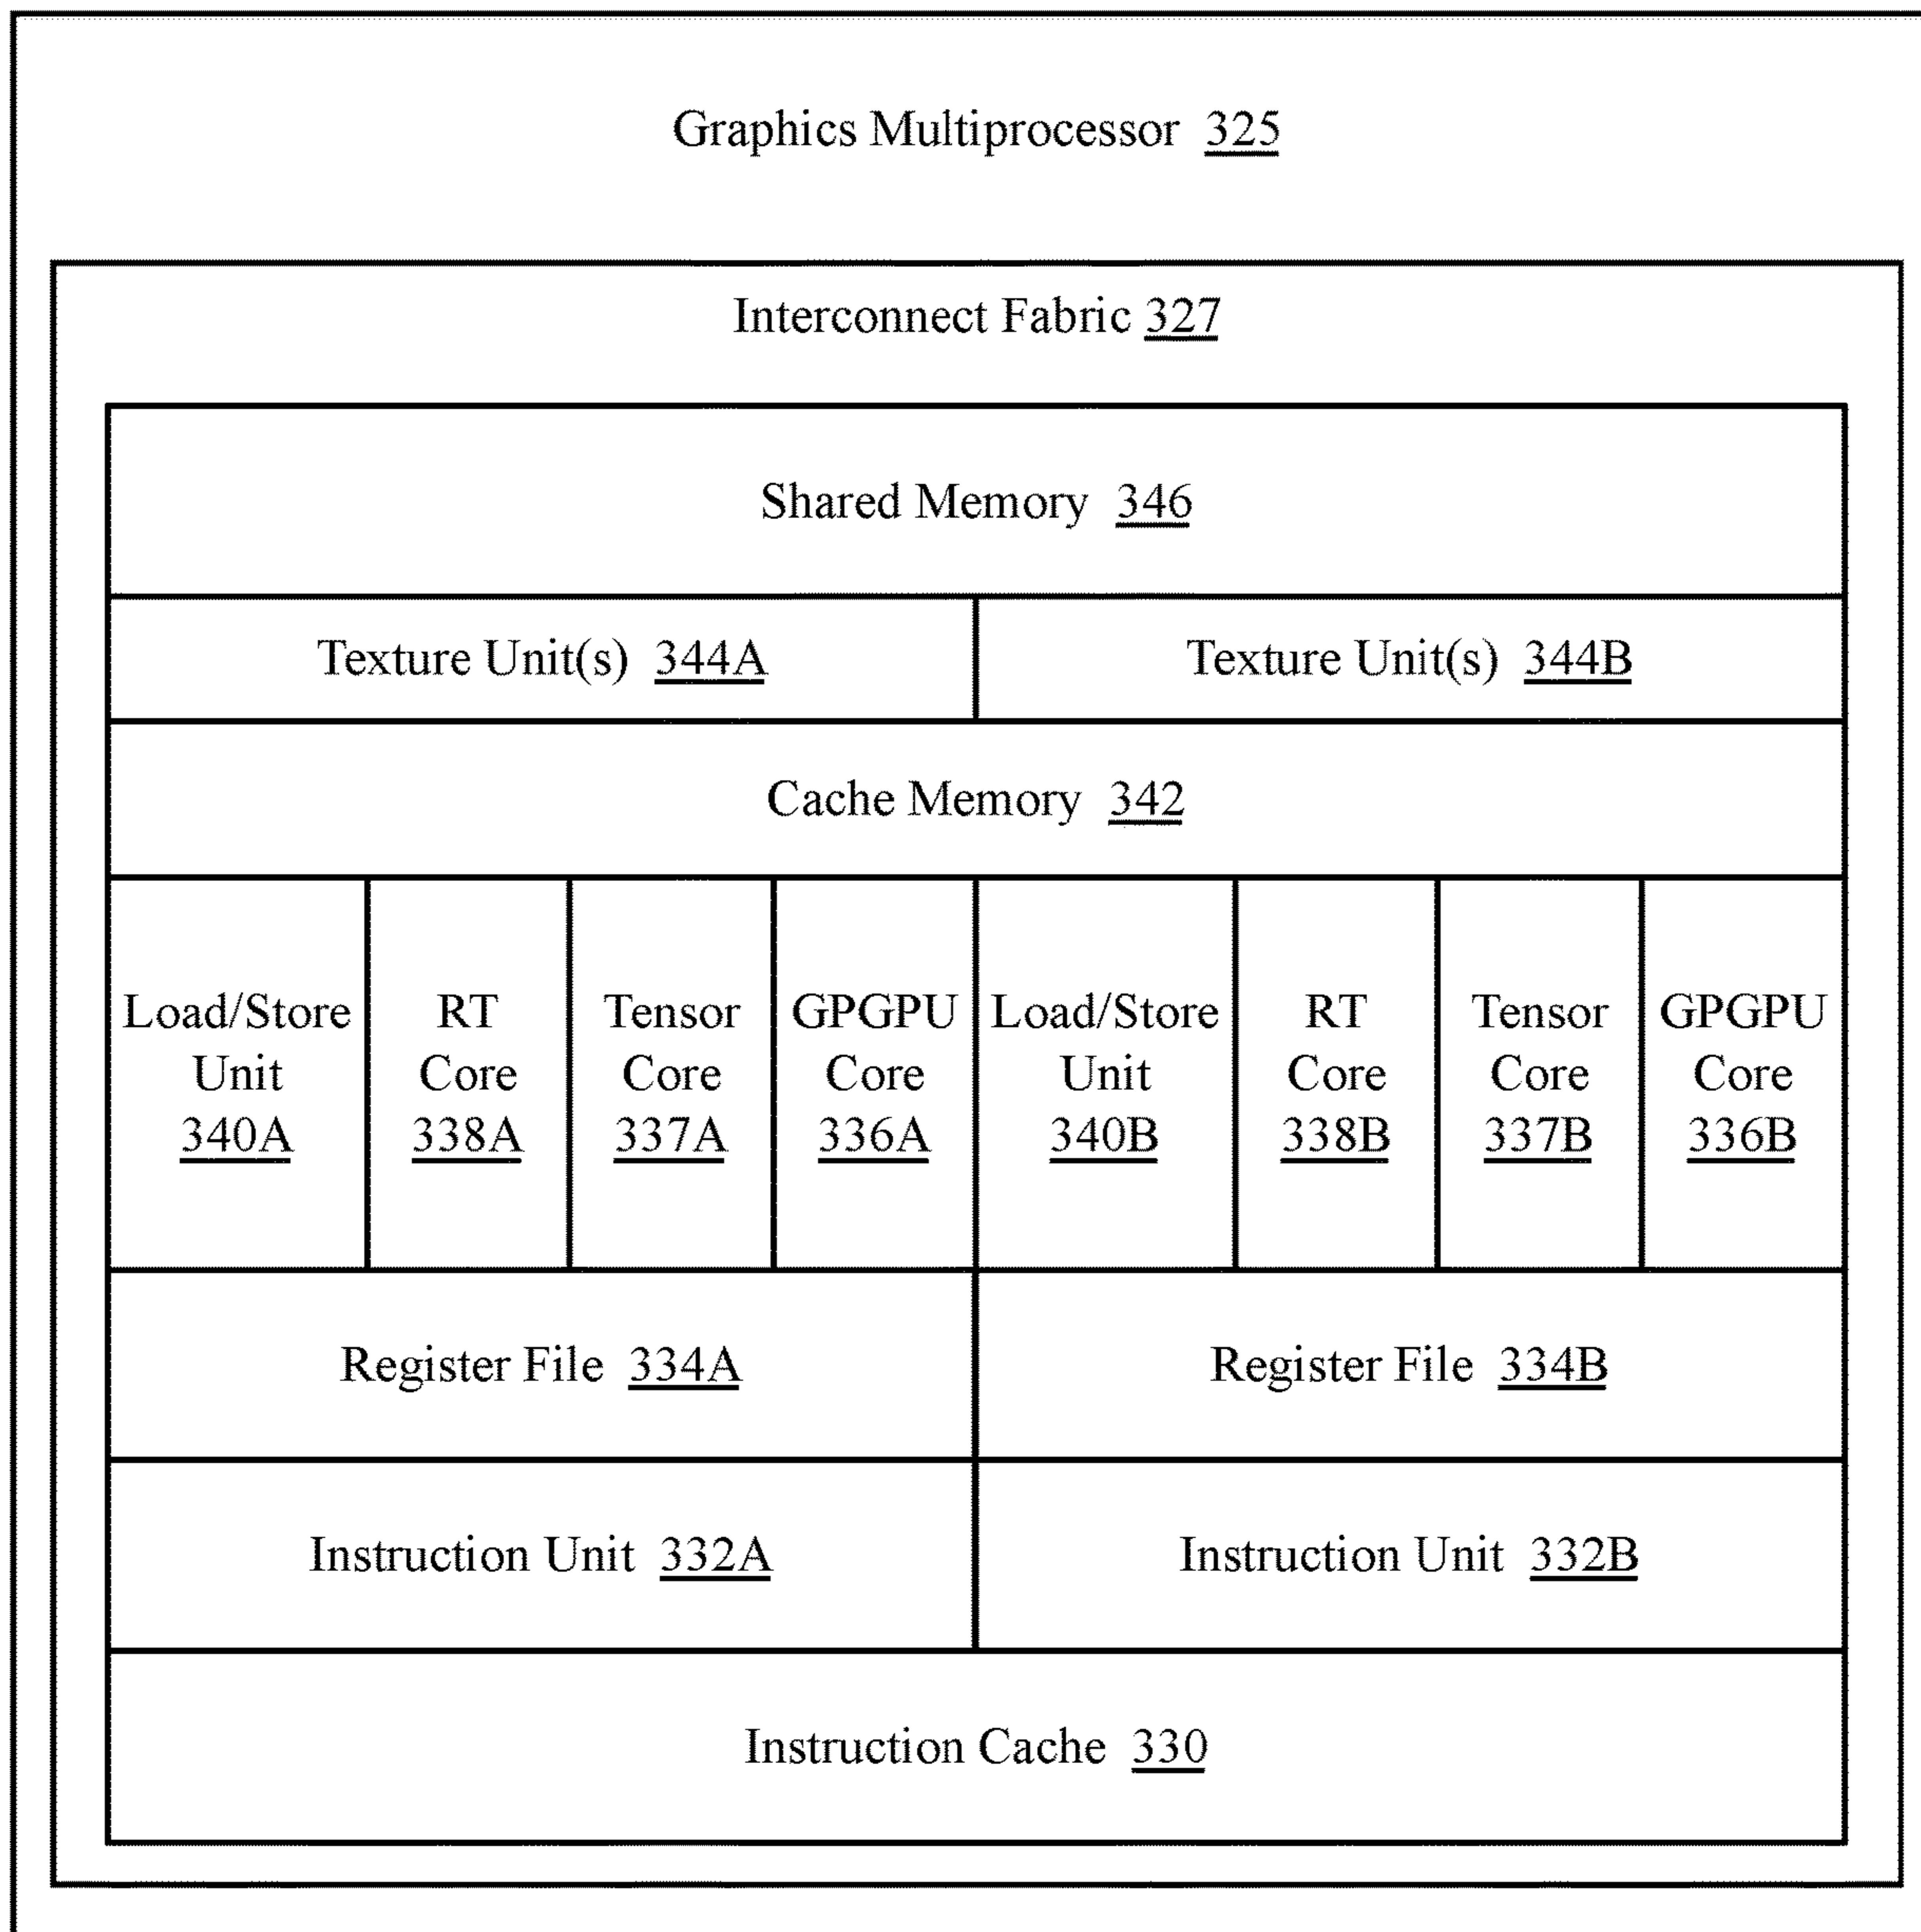 Graphics Multiprocessor 325
Interconnect Fabric 327
Shared Memory 346
Texture Unit(s) 344A
Texture Unit(s) 344B
Cache Memory 342
Load/Store
Unit
340A
RT
Core
338A
Tensor
Core
337A
GPGPU
Core
336A
Load/Store
Unit
340B
RT
Core
338B
Tensor
Core
337B
GPGPU
Core
336B
Register File 334A
Register File 334B
Instruction Unit 332A
Instruction Unit 332B
Instruction Cache 330